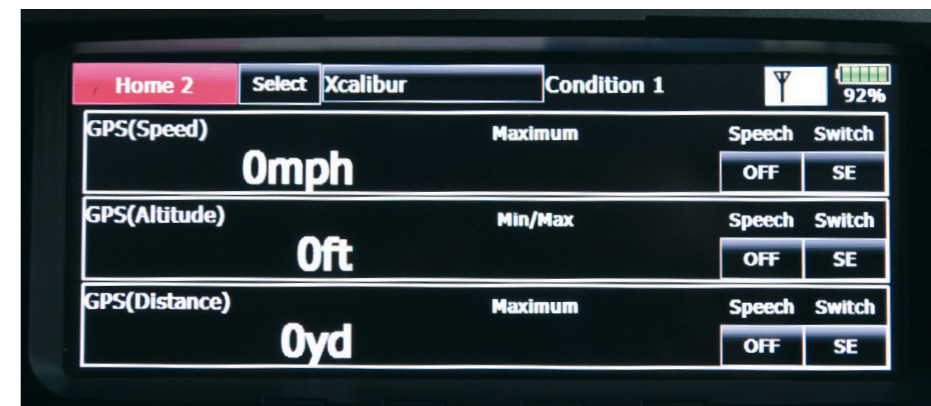 Home 2 Select Xcalibur Condition 1 92%
GPS(Speed) Maximum Speech Switch
0mph OFF SE
GPS(Altitude) Min/Max Speech Switch
0ft OFF SE
GPS(Distance) Maximum Speech Switch
0yd OFF SE